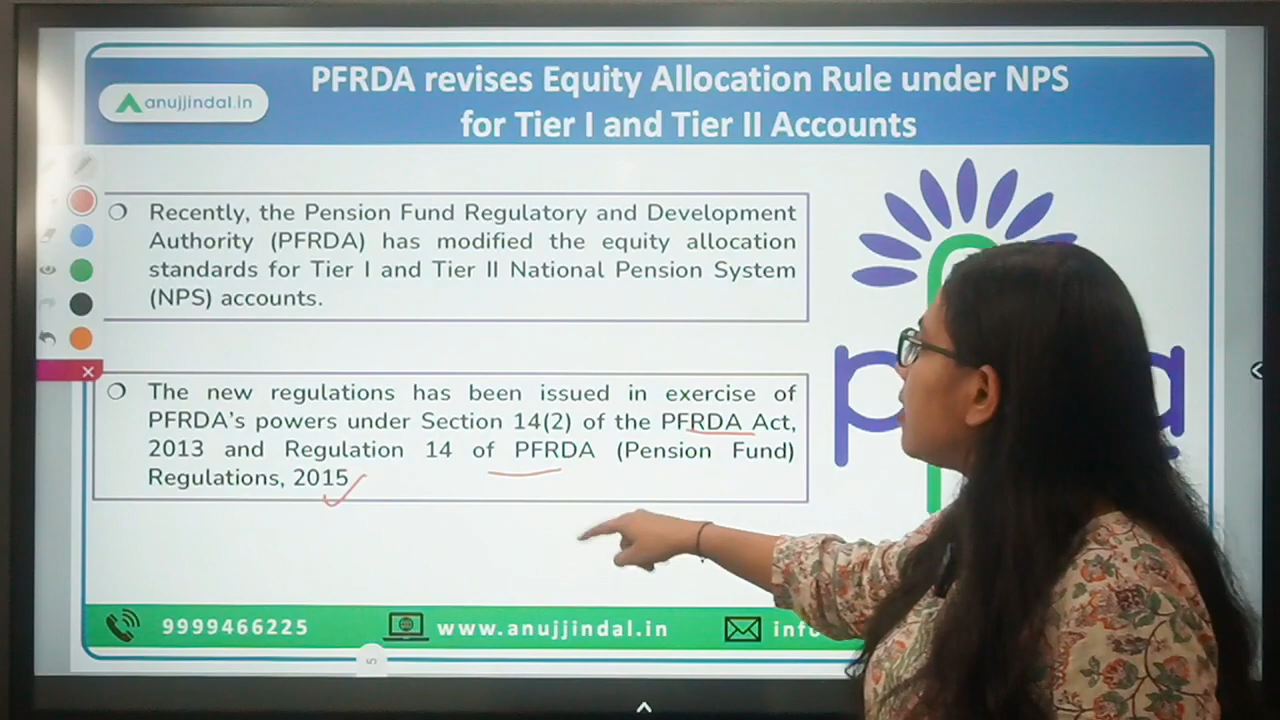 PFRDA revises Equity Allocation Rule under NPS
for Tier I and Tier II Accounts
anujjindal.in
Recently, the Pension Fund Regulatory and Development
Authority (PFRDA) has modified the equity allocation
standards for Tier I and Tier II National Pension System
(NPS) accounts.
The new regulations has been issued in exercise of
PFRDA's powers under Section 14(2) of the PFRDA Act,
2013 and Regulation 14 of PFRDA (Pension Fund)
Regulations, 2015
9999466225
www.anujjindal.in
5